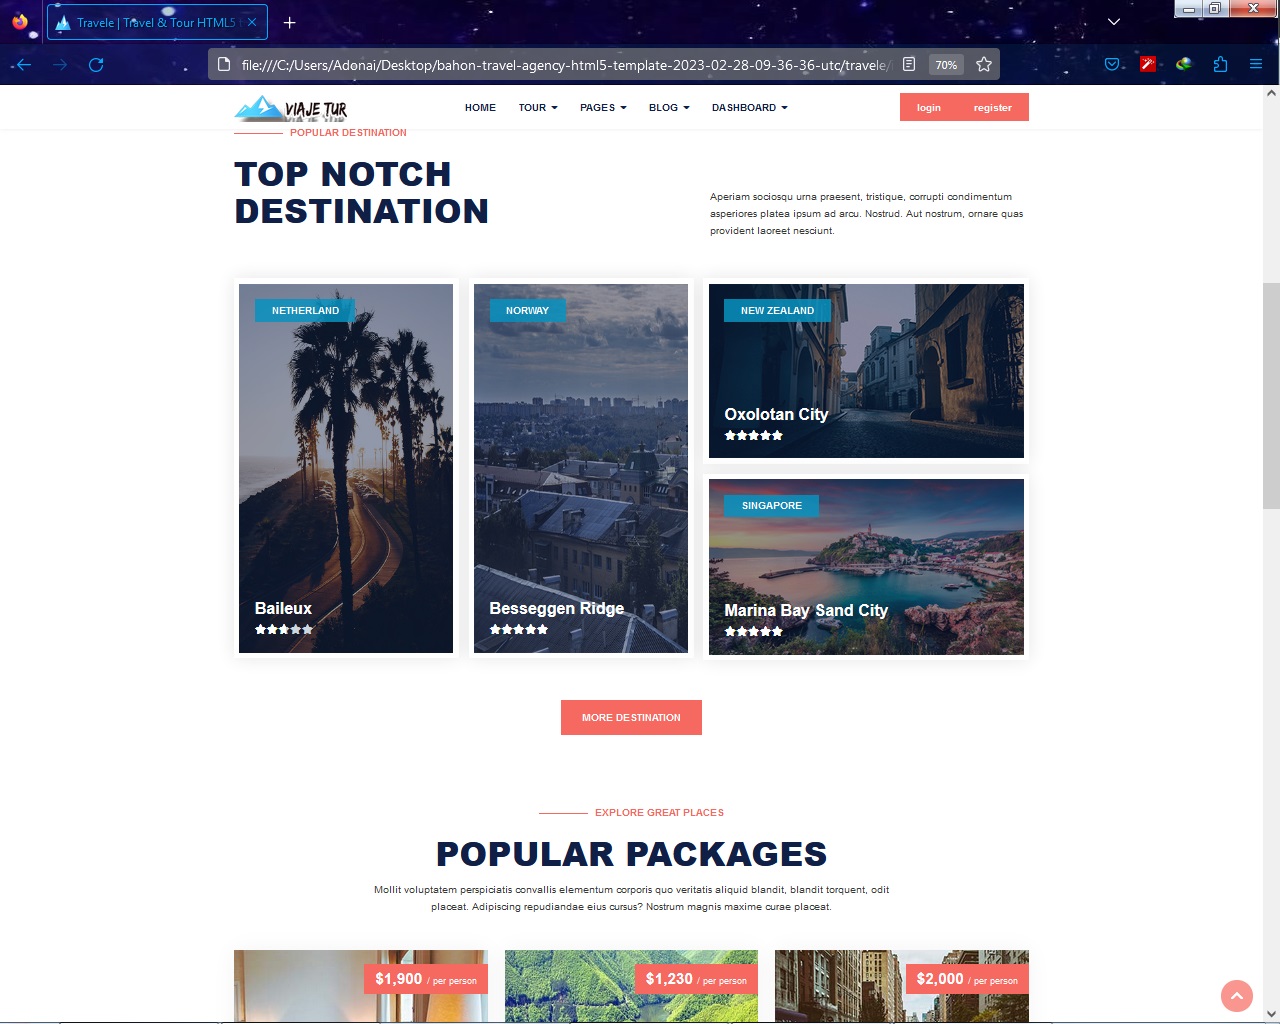 Travele | Travel & Tour HTML5
file:///C:/Users/Adonai/Desktop/bahon-travel-agency-html5-template-2023-02-28-09-36-36-utc/travele/
70%
VIAJE TUR
HOME
TOUR
PAGES
BLOG
DASHBOARD
login
register
POPULAR DESTINATION
TOP NOTCH
DESTINATION
Aperiam sociosqu urna praesent, tristique, corrupti condimentum
asperiores platea ipsum ad arcu. Nostrud. Aut nostrum, ornare quas
provident laoreet nesciunt.
NETHERLAND
Baileux
NORWAY
Besseggen Ridge
NEW ZEALAND
Oxolotan City
SINGAPORE
Marina Bay Sand City
MORE DESTINATION
EXPLORE GREAT PLACES
POPULAR PACKAGES
Mollit voluptatem perspiciatis convallis elementum corporis quo veritatis aliquid blandit, blandit torquent, odit
placeat. Adipiscing repudiandae eius cursus? Nostrum magnis maxime curae placeat.
$1,900 / per person
$1,230 / per person
$2,000 / per person